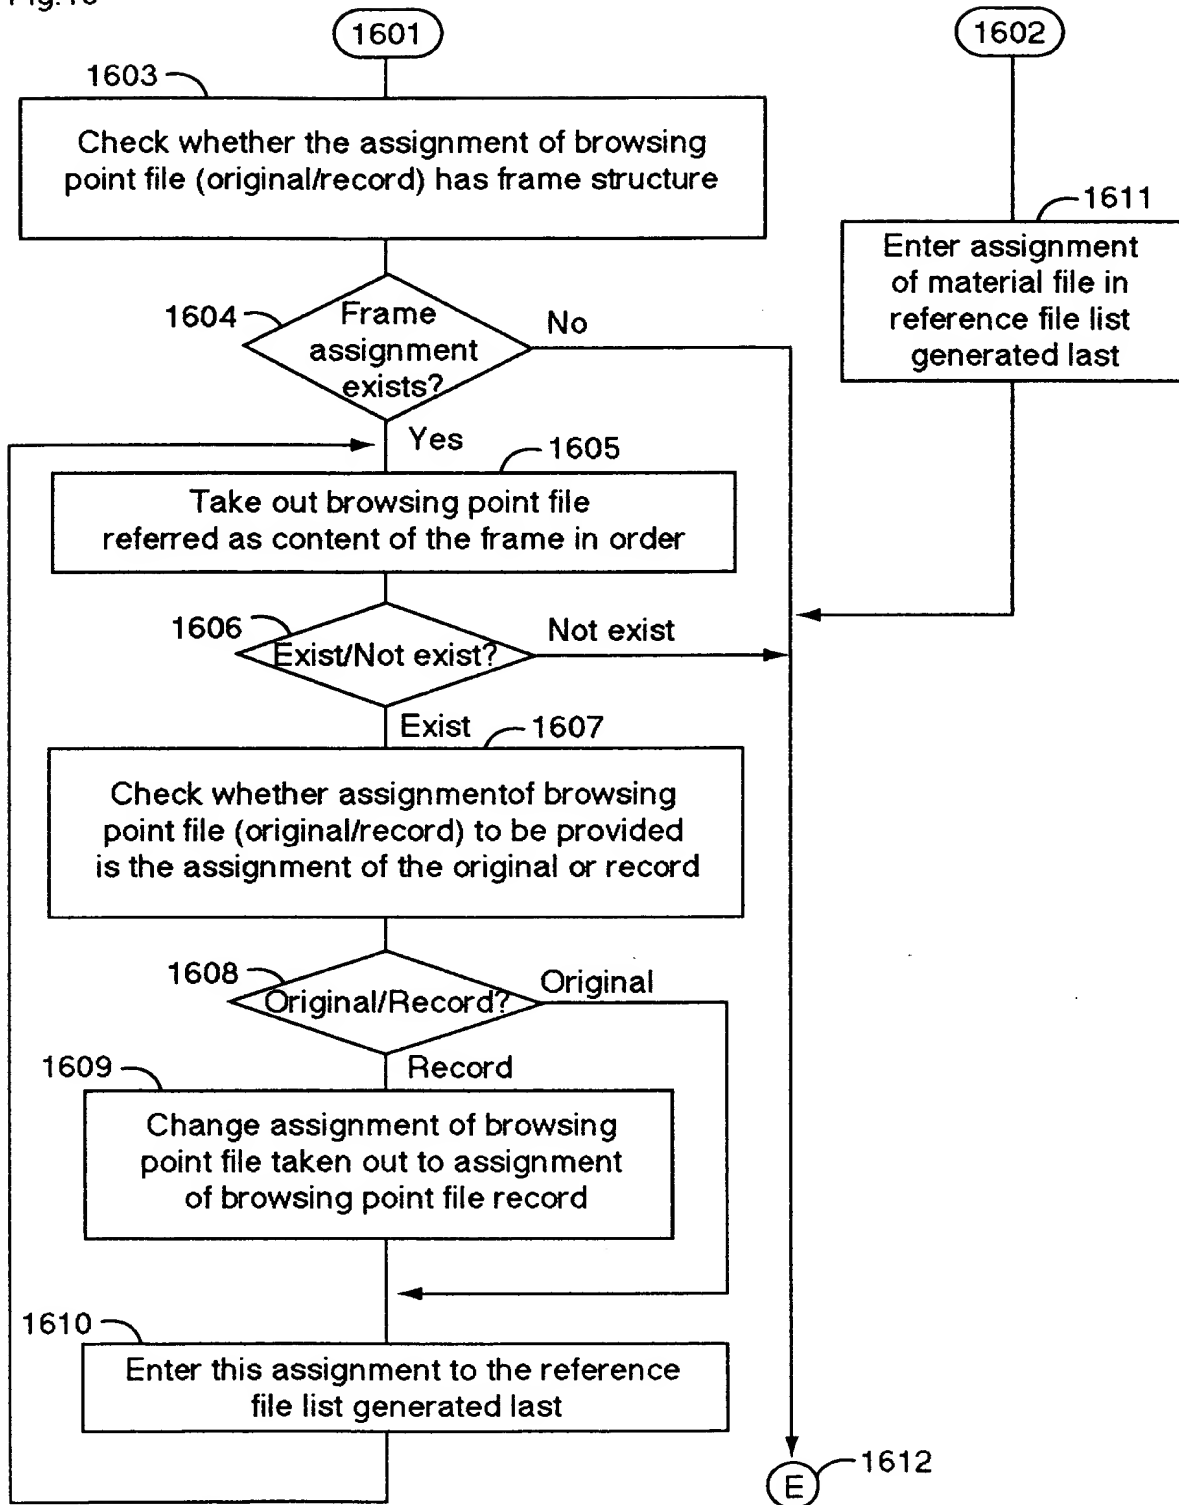 1601
1602
1603
Check whether the assignment of browsing
point file (original/record) has frame structure
1611
Enter assignment
of material file in
reference file list
generated last
1604
Frame
assignment
exists?
No
Yes
1605
Take out browsing point file
referred as content of the frame in order
1606
Exist/Not exist?
Not exist
Exist
1607
Check whether assignmentof browsing
point file (original/record) to be provided
is the assignment of the original or record
1608
Original/Record?
Original
Record
1609
Change assignment of browsing
point file taken out to assignment
of browsing point file record
1610
Enter this assignment to the reference
file list generated last
E
1612